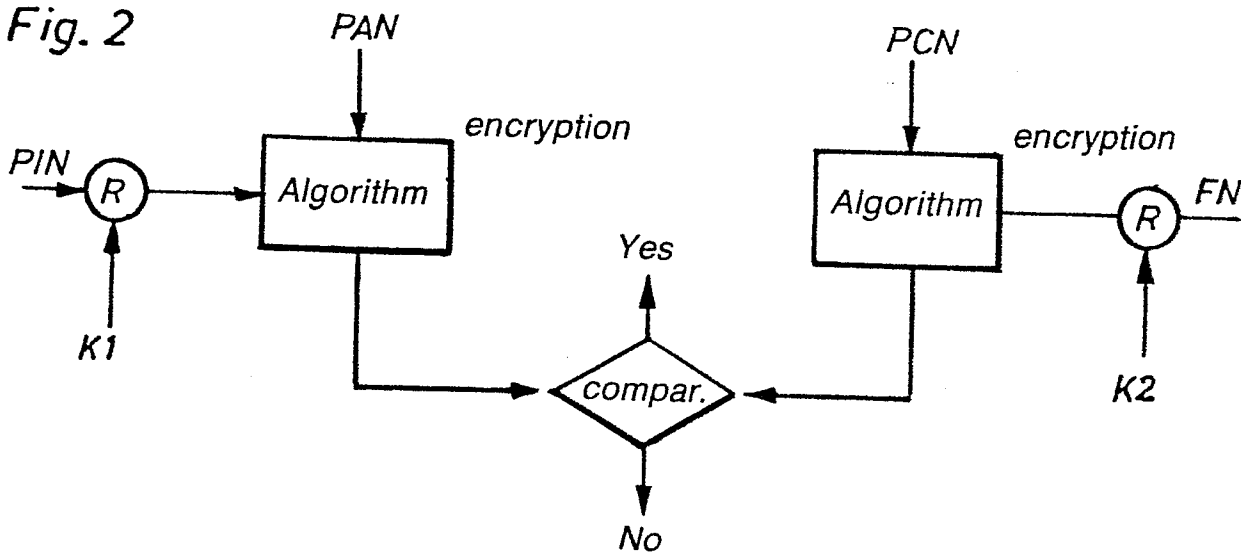 Fig. 2
PAN
PCN
encryption
encryption
PIN
R
Algorithm
Algorithm
R
FN
Yes
K1
compar.
K2
No